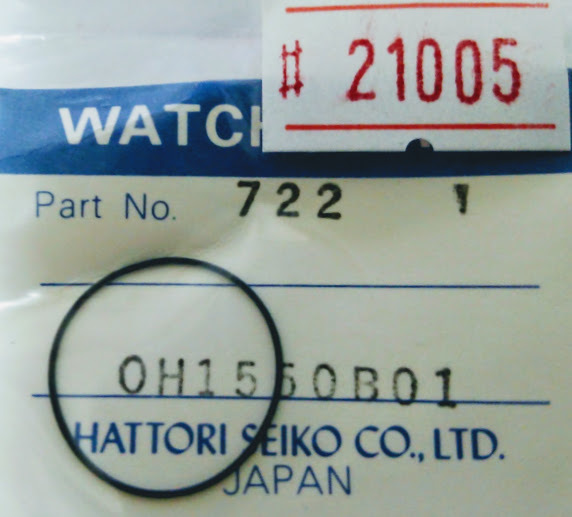 # 21005
WATCH
Part No. 722
0H1550B01
HATTORI SEIKO CO., LTD.
JAPAN